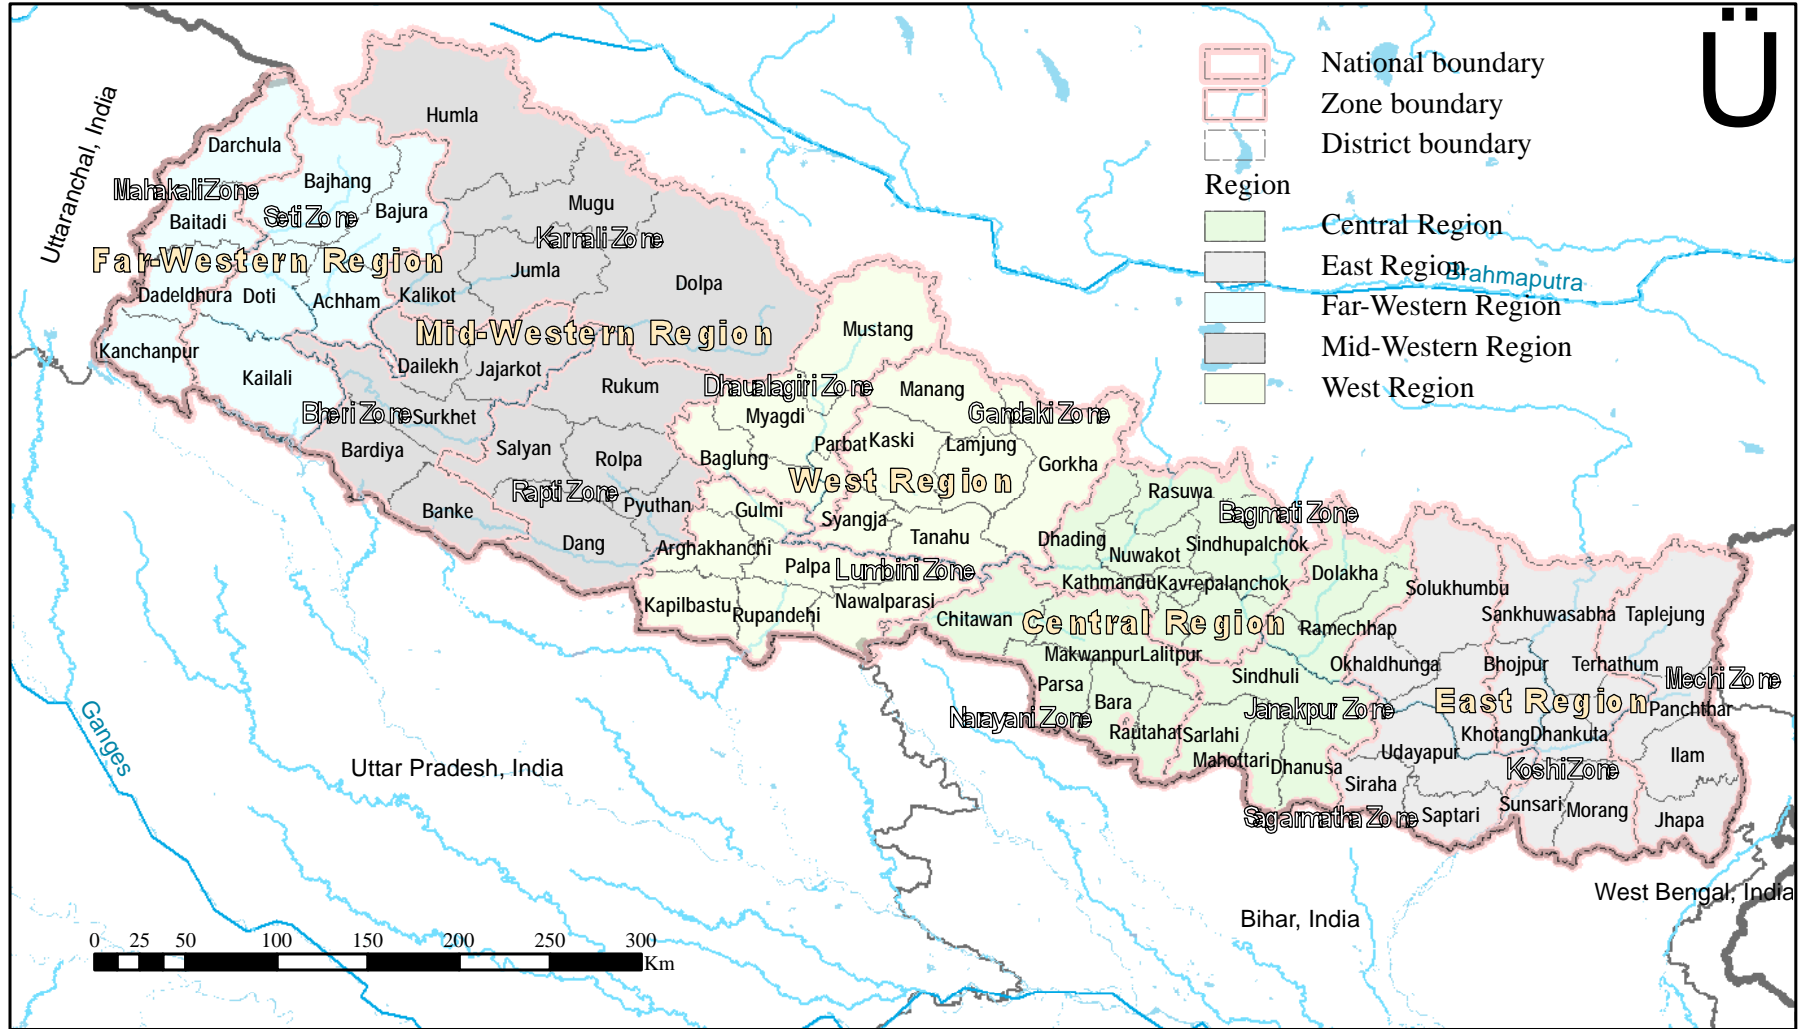 Ü
National boundary
Zone boundary
District boundary
Region
Central Region
East Region
Far-Western Region
Mid-Western Region
West Region
Brahmaputra
Uttaranchal, India
Humla
Darchula
Bajhang
Mahakali Zone
Seti Zone
Bajura
Baitadi
Mugu
Karnali Zone
Far-Western Region
Jumla
Dolpa
Dadeldhura
Doti
Achham
Kalikot
Mid-Western Region
Mustang
Kanchanpur
Kailali
Dailekh
Jajarkot
Rukum
Dhaualagiri Zone
Manang
Bheri Zone
Surkhet
Myagdi
Gandaki Zone
Bardiya
Salyan
Rolpa
Baglung
Parbat
Kaski
Lamjung
Gorkha
West Region
Rapti Zone
Pyuthan
Banke
Gulmi
Syangja
Tanahu
Rasuwa
Bagmati Zone
Dang
Arghakhanchi
Palpa
Lumbini Zone
Dhading
Nuwakot
Sindhupalchok
Dolakha
Kathmandu
Kavrepalanchok
Solukhumbu
Kapilbastu
Rupandehi
Nawalparasi
Chitawan
Central Region
Ramechhap
Sankhuwasabha
Taplejung
Makwanpur
Lalitpur
Okhaldhunga
Bhojpur
Terhathum
Parsa
Bara
Sindhuli
Mechi Zone
East Region
Narayani Zone
Janakpur Zone
Panchthar
Rautahat
Sarlahi
Khotang
Dhankuta
Mahottari
Dhanusa
Udayapur
Ilam
Siraha
Koshi Zone
Sagarmatha Zone
Saptari
Sunsari
Morang
Jhapa
Ganges
Uttar Pradesh, India
West Bengal, India
Bihar, India
0 25 50 100 150 200 250 300
Km